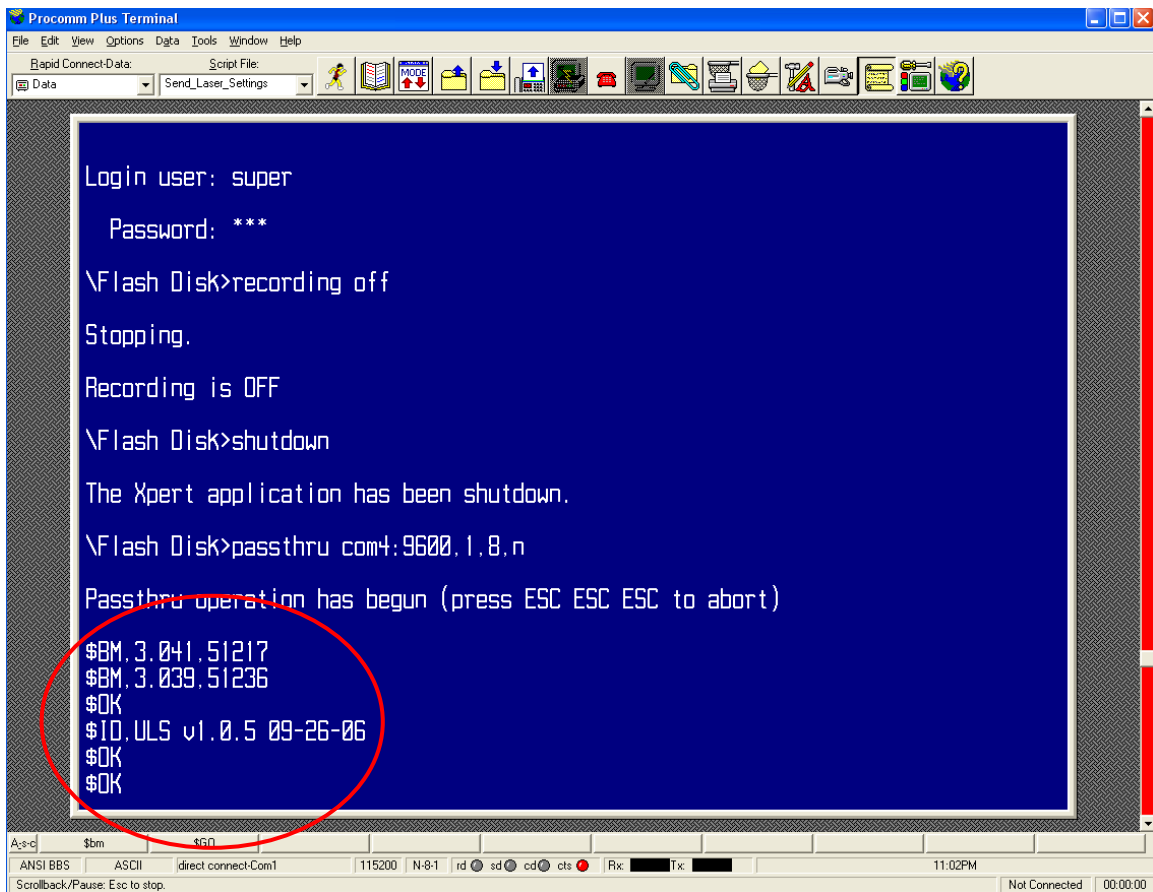 Procomm Plus Terminal
File Edit View Options Data Tools Window Help
Rapid Connect-Data: Script File:
Data Send_Laser_Settings
MODE
Login user: super
Password: ***
\Flash Disk>recording off
Stopping.
Recording is OFF
\Flash Disk>shutdown
The Xpert application has been shutdown.
\Flash Disk>passthru com4:9600,1,8,n
Passthru operation has begun (press ESC ESC ESC to abort)
$BM,3.041,51217
$BM,3.039,51236
$OK
$ID,ULS v1.0.5 09-26-06
$OK
$OK
A-s-c $bm $GO
ANSI BBS ASCII direct connect-Com1 115200 N-8-1 rd sd cd cts Rx: Tx: 11:02PM
Scrollback/Pause: Esc to stop. Not Connected 00:00:00